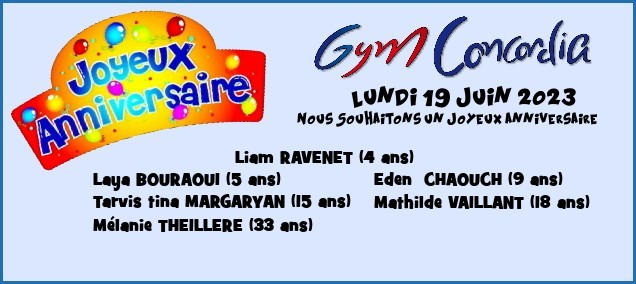 Joyeux
Anniversaire
Gym Concordia
LUNDI 19 JUIN 2023
NOUS SOUHAITONS UN JOYEUX ANNIVERSAIRE
Liam RAVENET (4 ans)
Laya BOURAOUI (5 ans) Eden CHAOUCH (9 ans)
Tarvis tina MARGARYAN (15 ans) Mathilde VAILLANT (18 ans)
Mélanie THEILLERE (33 ans)